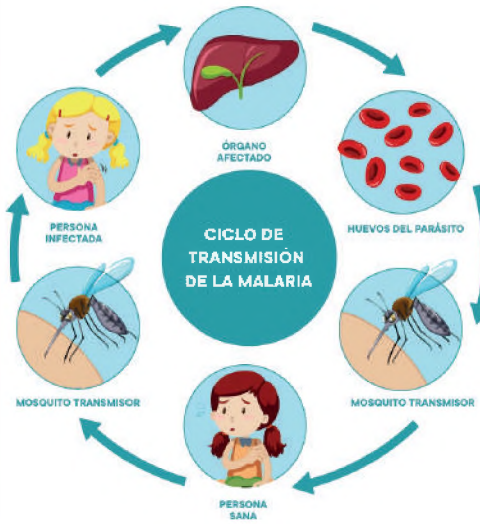 ÓRGANO
AFECTADO
HUEVOS DEL PARÁSITO
MOSQUITO TRANSMISOR
PERSONA
SANA
MOSQUITO TRANSMISOR
PERSONA
INFECTADA
CICLO DE
TRANSMISIÓN
DE LA MALARIA